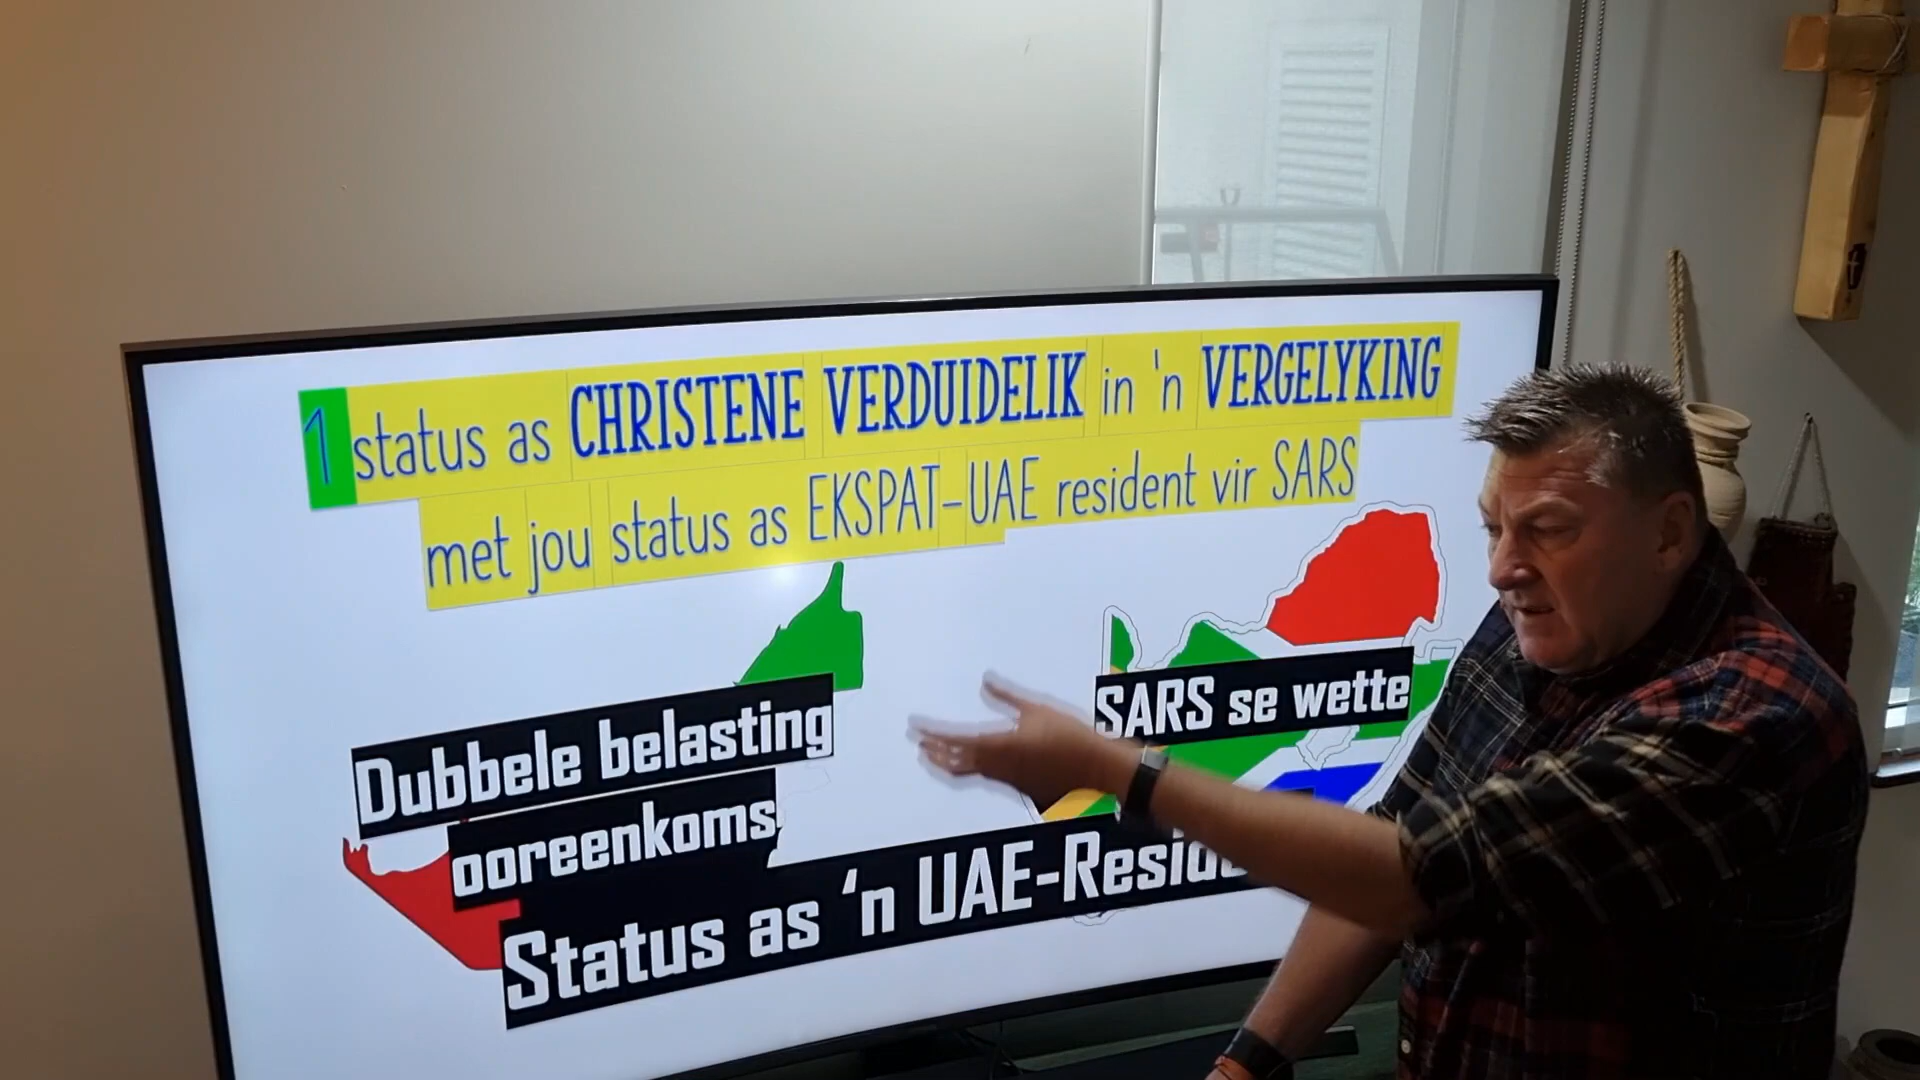 1 status as CHRISTENE VERDUIDELIK in 'n VERGELYKING
met jou status as EKSPAT-UAE resident vir SARS
SARS se wette
Dubbele belasting
ooreenkoms
Status as 'n UAE-